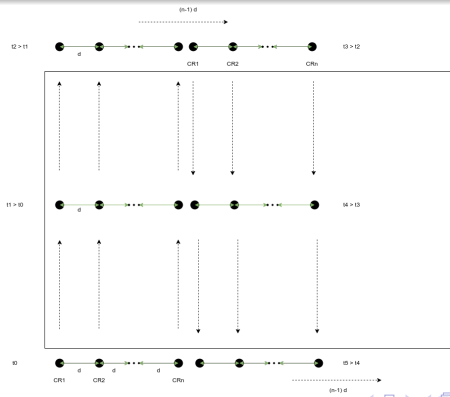 (n-1) d
t2 > t1
t3 > t2
d
CR1 CR2 CRn
t1 > t0
t4 > t3
d
t0
t5 > t4
d d d
CR1 CR2 CRn
(n-1) d